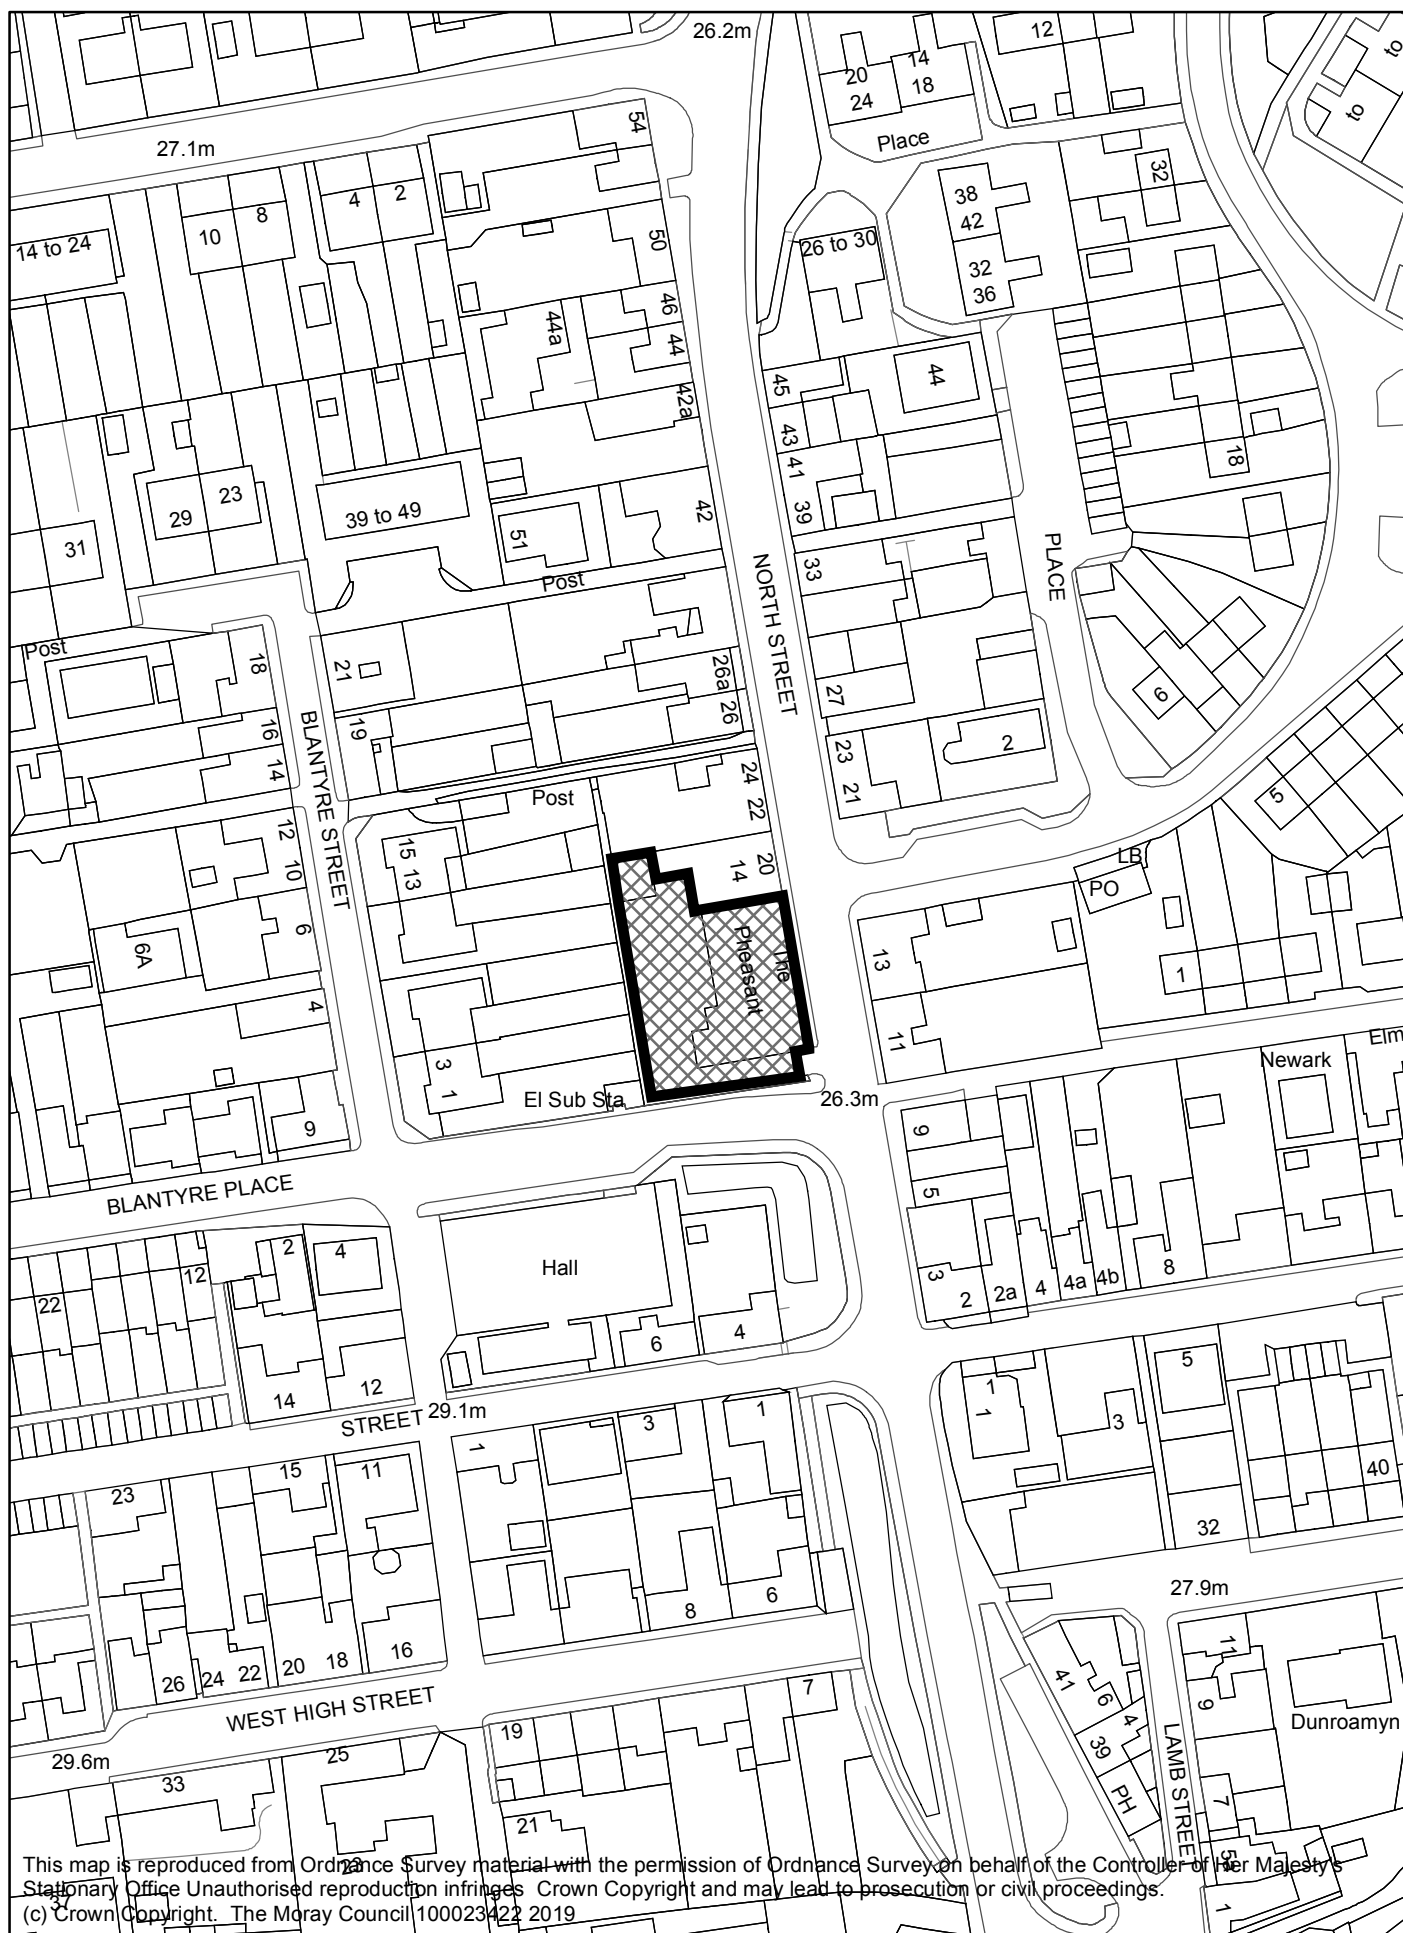 26.2m
12
to
14
20
18
24
to
54
Place
27.1m
32
38
4
2
42
8
10
14 to 24
50
26 to 30
32
36
46
44a
44
44
45
42a
43
41
18
23
39
39 to 49
42
29
51
31
33
PLACE
Post
NORTH STREET
Post
18
21
26a
6
27
26
BLANTYRE STREET
16
19
14
23
2
24
21
22
5
Post
12
15
10
13
LB
20
14
PO
6
6A
The
Pheasant
13
1
4
11
Elm
3
1
Newark
El Sub Sta
26.3m
9
9
BLANTYRE PLACE
5
2
4
12
Hall
22
3
2
2a
4
4a
4b
8
6
4
5
14
12
1
1
STREET
29.1m
3
1
3
1
15
11
40
23
32
27.9m
8
6
11
16
18
20
22
24
26
41
6
9
4
WEST HIGH STREET
7
19
Dunroamyn
39
LAMB STREET
25
29.6m
33
PH
7
21
23
5
This map is reproduced from Ordnance Survey material with the permission of Ordnance Survey on behalf of the Controller of Her Majesty's
Stationary Office Unauthorised reproduction infringes Crown Copyright and may lead to prosecution or civil proceedings.
37
1
(c) Crown Copyright. The Moray Council 100023422 2019